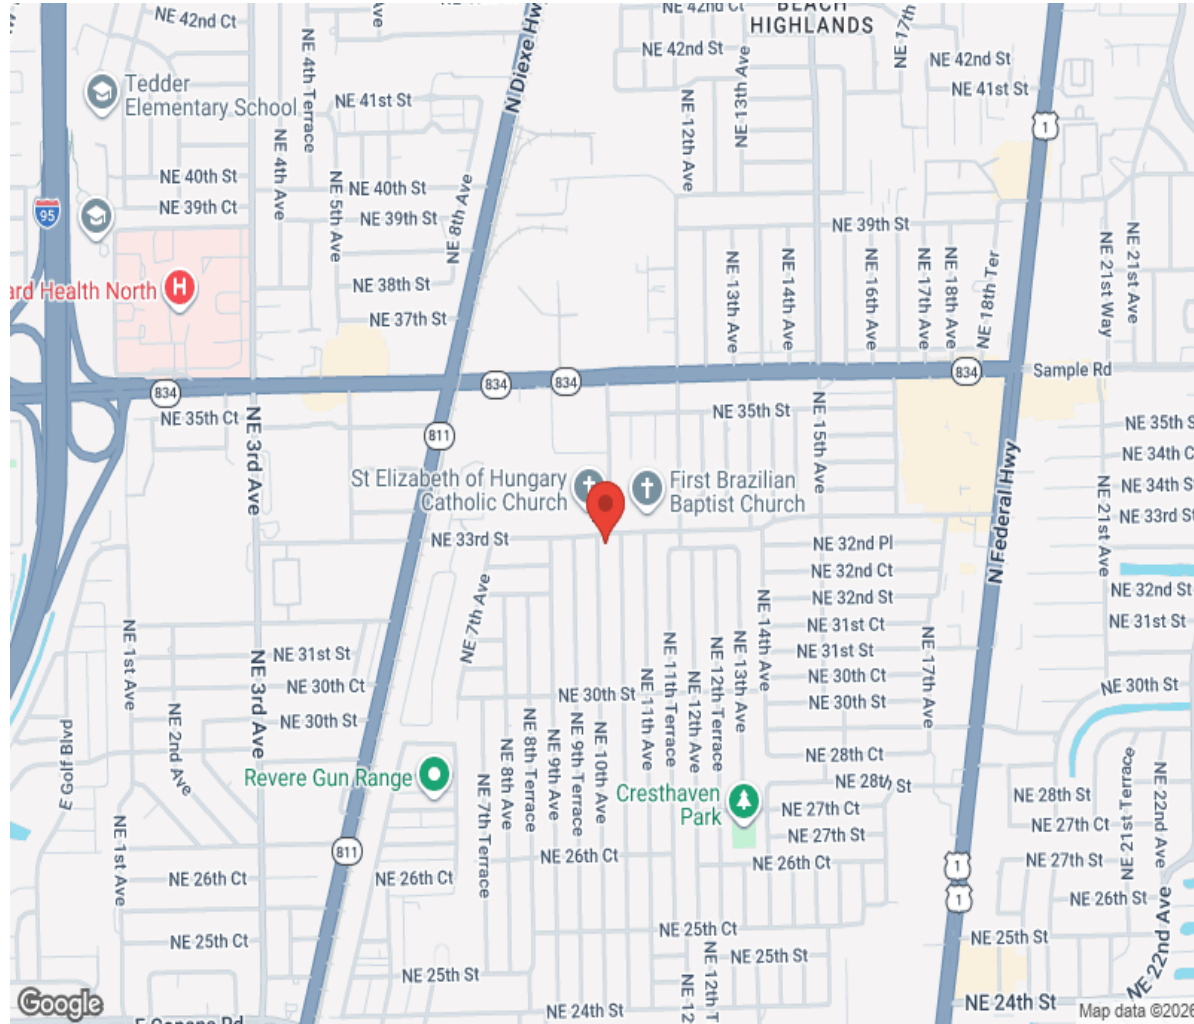 NE 42nd Ct
NE 42nd Ct
BEACH
HIGHLANDS
NE 17th
NE 4th Terrace
N Diexe Hwy
NE 42nd St
NE 13th Ave
NE 42nd St
NE 41st St
Tedder
Elementary School
NE 41st St
NE 12th Ave
1
NE 4th Ave
NE 40th St
NE 40th St
NE 39th Ct
NE 5th Ave
NE 39th St
NE 8th Ave
NE 39th St
95
NE 13th Ave
NE 14th Ave
NE 16th Ave
NE 17th Ave
NE 18th Ave
NE 18th Ter
NE 21st Way
NE 21st Ave
ard Health North
H
NE 38th St
NE 37th St
834
834
834
834
Sample Rd
NE 35th Ct
NE 3rd Ave
811
NE 35th St
NE 15th Ave
NE 35th S
NE 34th C
NE 34th S
NE 33rd S
N Federal Hwy
NE 21st Ave
St Elizabeth of Hungary
Catholic Church
First Brazilian
Baptist Church
NE 33rd St
NE 32nd Pl
NE 32nd Ct
NE 32nd St
NE 32nd St
NE 31st Ct
NE 31st St
NE 31st St
NE 7th Ave
NE 14th Ave
NE 17th Ave
NE 1st Ave
NE 31st St
NE 30th Ct
NE 30th St
NE 3rd Ave
NE 2nd Ave
E Golf Blvd
NE 30th St
NE 11th Ave
NE 11th Terrace
NE 12th Ave
NE 12th Terrace
NE 13th Ave
NE 30th Ct
NE 30th St
NE 30th St
NE 28th Ct
NE 28th St
NE 7th Terrace
NE 8th Ave
NE 8th Terrace
NE 9th Ave
NE 9th Terrace
NE 10th Ave
Revere Gun Range
Cresthaven
Park
NE 27th Ct
NE 27th St
NE 26th Ct
NE 28th St
NE 27th Ct
NE 27th St
NE 26th St
NE 21st Terrace
NE 22nd Ave
NE 22nd Ave
NE 1st Ave
811
1
1
NE 26th Ct
NE 26th Ct
NE 26th Ct
NE 25th Ct
NE 25th Ct
NE 25th St
NE 25th St
NE 25th St
NE 12
NE 12th T
NE 24th St
NE 24th St
Google
Map data ©2026